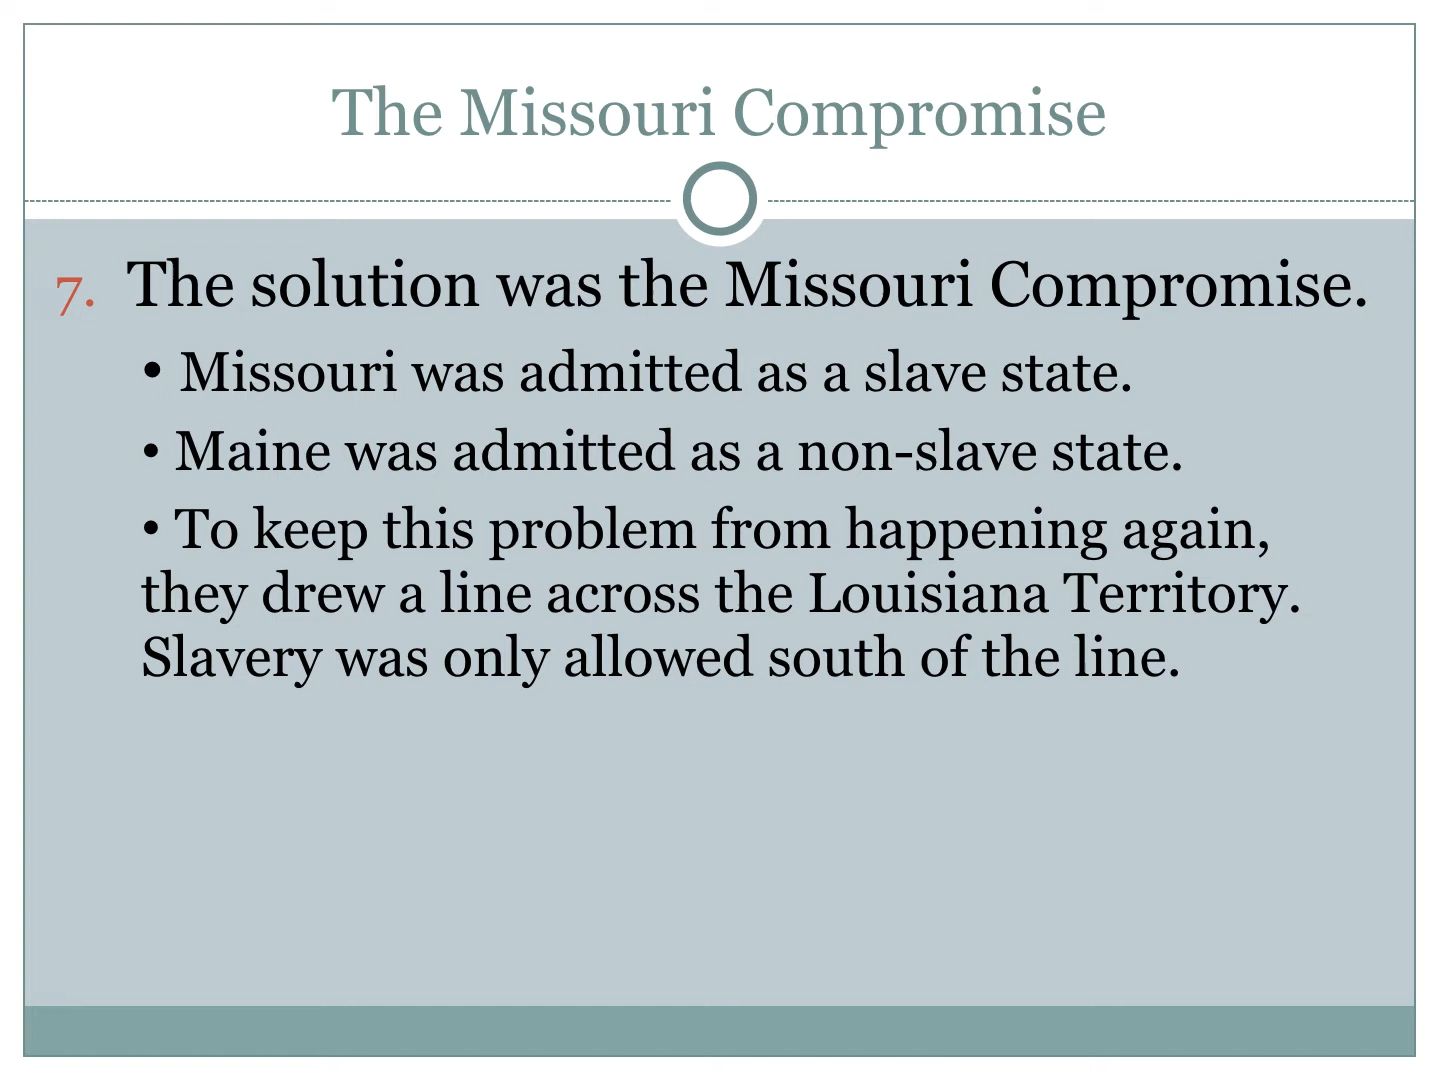 The Missouri Compromise
7. The solution was the Missouri Compromise.
• Missouri was admitted as a slave state.
• Maine was admitted as a non-slave state.
• To keep this problem from happening again,
they drew a line across the Louisiana Territory.
Slavery was only allowed south of the line.